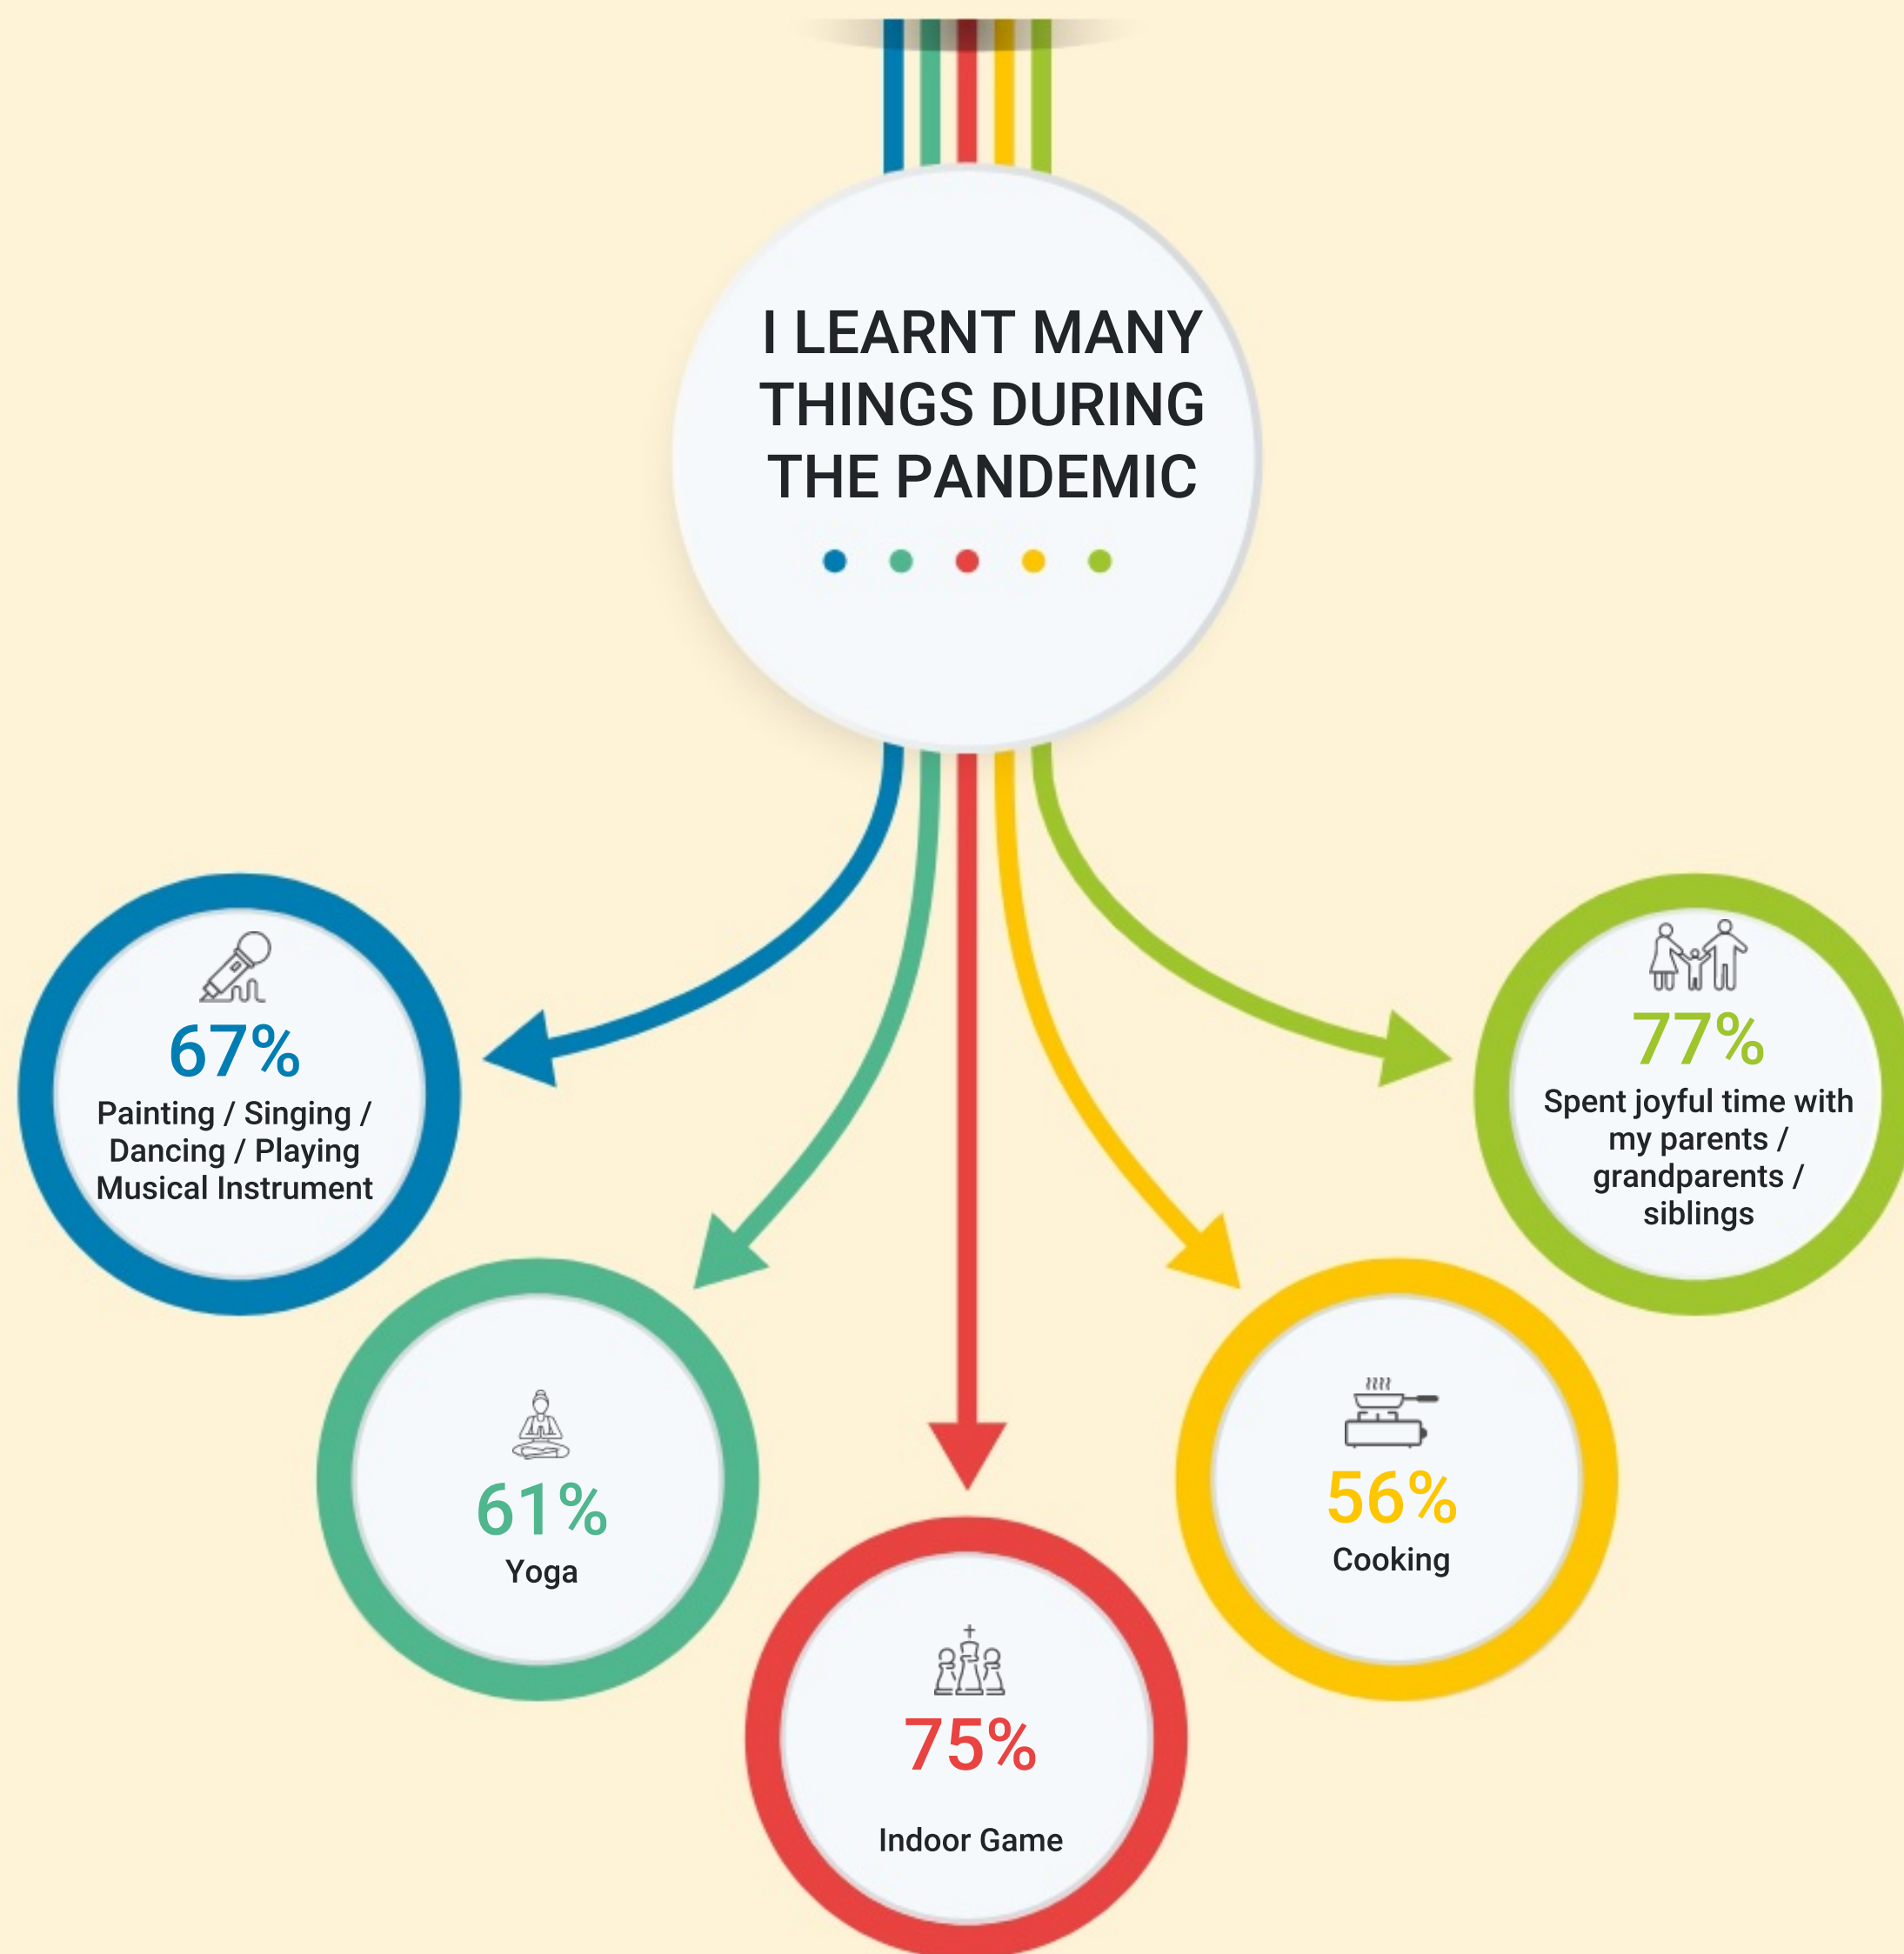 I LEARNT MANY
THINGS DURING
THE PANDEMIC
67%
Painting / Singing /
Dancing / Playing
Musical Instrument
61%
Yoga
75%
Indoor Game
56%
Cooking
77%
Spent joyful time with
my parents /
grandparents /
siblings